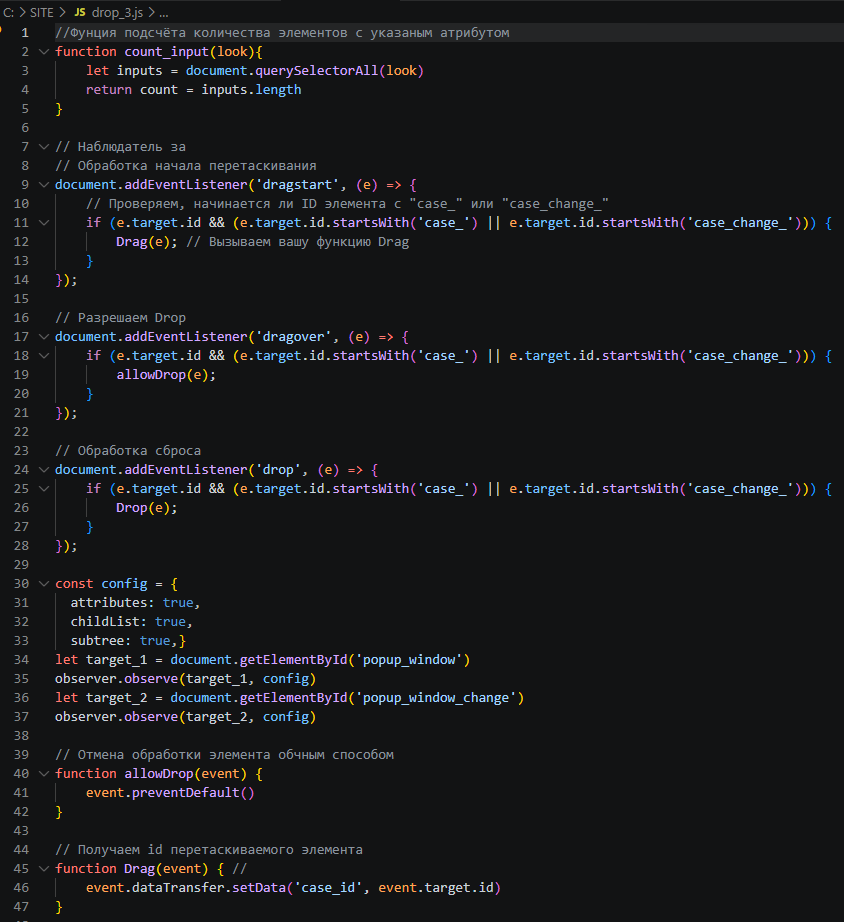 C: > SITE > JS drop_3.js > ...
1 //Фунция подсчёта количества элементов с указаным атрибутом
2 function count_input(look){
3     let inputs = document.querySelectorAll(look)
4     return count = inputs.length
5 }
6
7 // Наблюдатель за
8 // Обработка начала перетаскивания
9 document.addEventListener('dragstart', (e) => {
10     // Проверяем, начинается ли ID элемента с "case_" или "case_change_"
11     if (e.target.id && (e.target.id.startsWith('case_') || e.target.id.startsWith('case_change_'))) {
12         Drag(e); // Вызываем вашу функцию Drag
13     }
14 });
15
16 // Разрешаем Drop
17 document.addEventListener('dragover', (e) => {
18     if (e.target.id && (e.target.id.startsWith('case_') || e.target.id.startsWith('case_change_'))) {
19         allowDrop(e);
20     }
21 });
22
23 // Обработка сброса
24 document.addEventListener('drop', (e) => {
25     if (e.target.id && (e.target.id.startsWith('case_') || e.target.id.startsWith('case_change_'))) {
26         Drop(e);
27     }
28 });
29
30 const config = {
31   attributes: true,
32   childList: true,
33   subtree: true,}
34 let target_1 = document.getElementById('popup_window')
35 observer.observe(target_1, config)
36 let target_2 = document.getElementById('popup_window_change')
37 observer.observe(target_2, config)
38
39 // Отмена обработки элемента обчным способом
40 function allowDrop(event) {
41     event.preventDefault()
42 }
43
44 // Получаем id перетаскиваемого элемента
45 function Drag(event) { //
46     event.dataTransfer.setData('case_id', event.target.id)
47 }